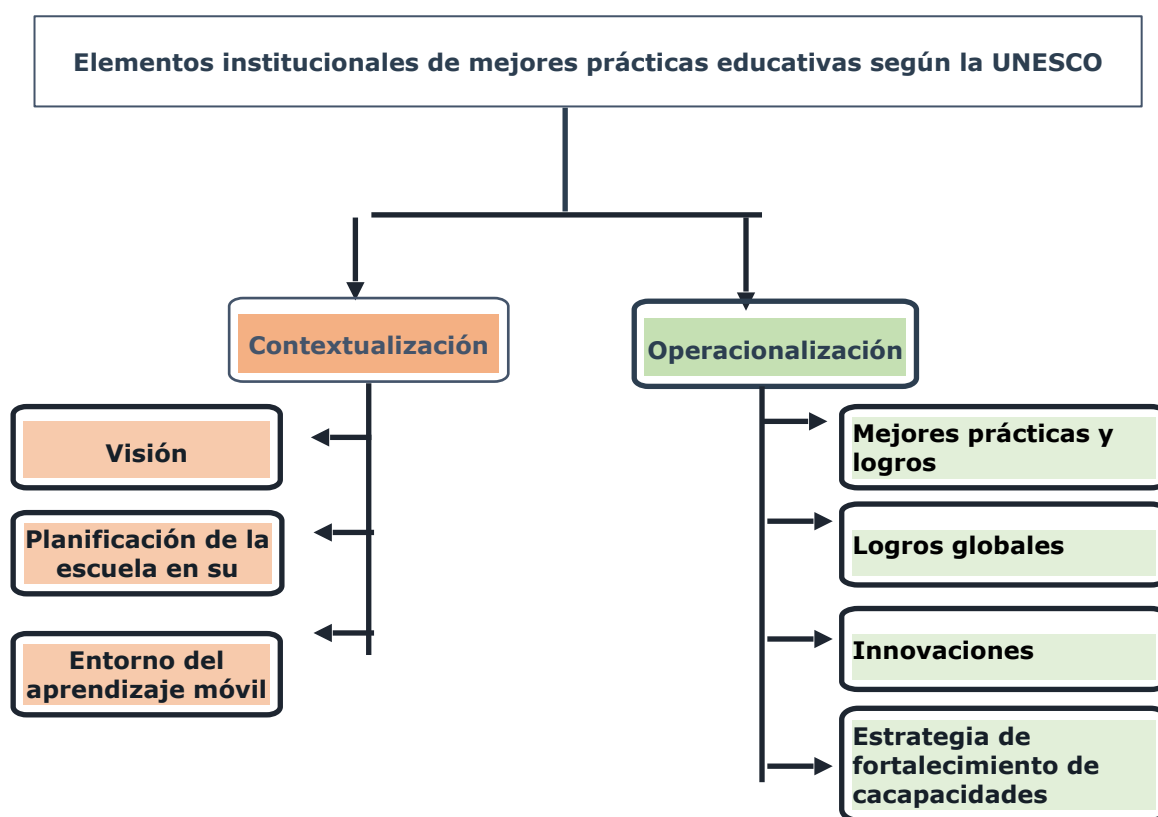 Elementos institucionales de mejores prácticas educativas según la UNESCO
Contextualización
Operacionalización
Visión
Planificación de la
escuela en su
Entorno del
aprendizaje móvil
Mejores prácticas y
logros
Logros globales
Innovaciones
Estrategia de
fortalecimiento de
cacapacidades